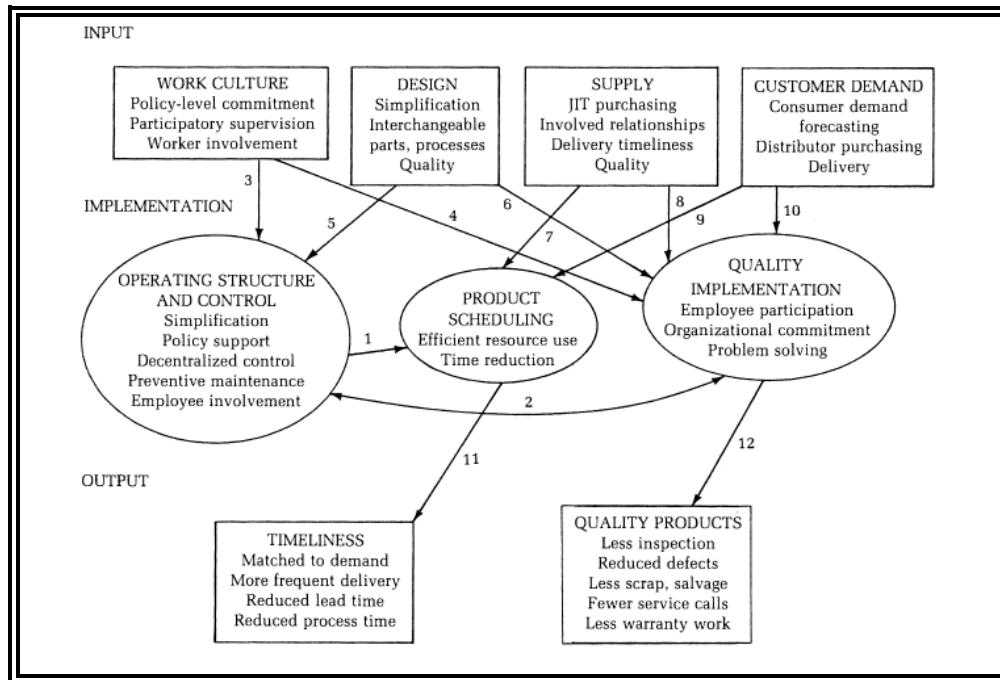 INPUT
WORK CULTURE
Policy-level commitment
Participatory supervision
Worker involvement
DESIGN
Simplification
Interchangeable
parts, processes
Quality
SUPPLY
JIT purchasing
Involved relationships
Delivery timeliness
Quality
CUSTOMER DEMAND
Consumer demand
forecasting
Distributor purchasing
Delivery
3
4
5
6
7
8
9
10
IMPLEMENTATION
OPERATING STRUCTURE
AND CONTROL
Simplification
Policy support
Decentralized control
Preventive maintenance
Employee involvement
1
PRODUCT
SCHEDULING
Efficient resource use
Time reduction
QUALITY
IMPLEMENTATION
Employee participation
Organizational commitment
Problem solving
2
11
12
OUTPUT
TIMELINESS
Matched to demand
More frequent delivery
Reduced lead time
Reduced process time
QUALITY PRODUCTS
Less inspection
Reduced defects
Less scrap, salvage
Fewer service calls
Less warranty work